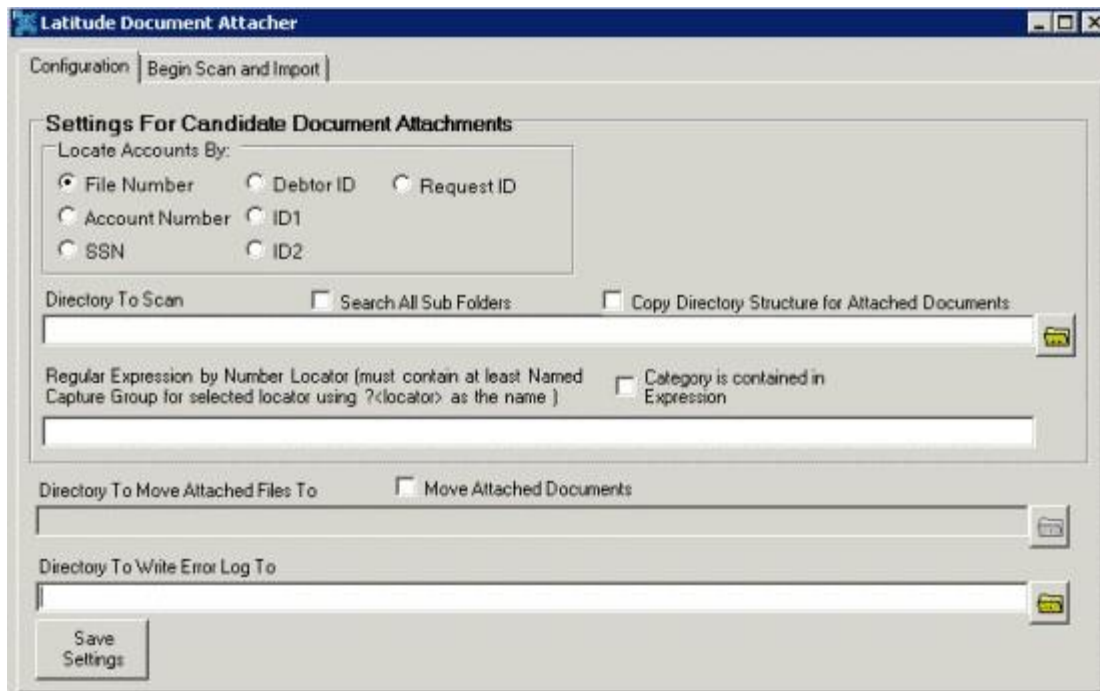 Latitude Document Attacher
Configuration
Begin Scan and Import
Settings For Candidate Document Attachments
Locate Accounts By:
File Number
Debtor ID
Request ID
Account Number
ID1
SSN
ID2
Directory To Scan
Search All Sub Folders
Copy Directory Structure for Attached Documents
Regular Expression by Number Locator (must contain at least Named
Capture Group for selected locator using ?<locator> as the name )
Category is contained in
Expression
Directory To Move Attached Files To
Move Attached Documents
Directory To Write Error Log To
Save
Settings